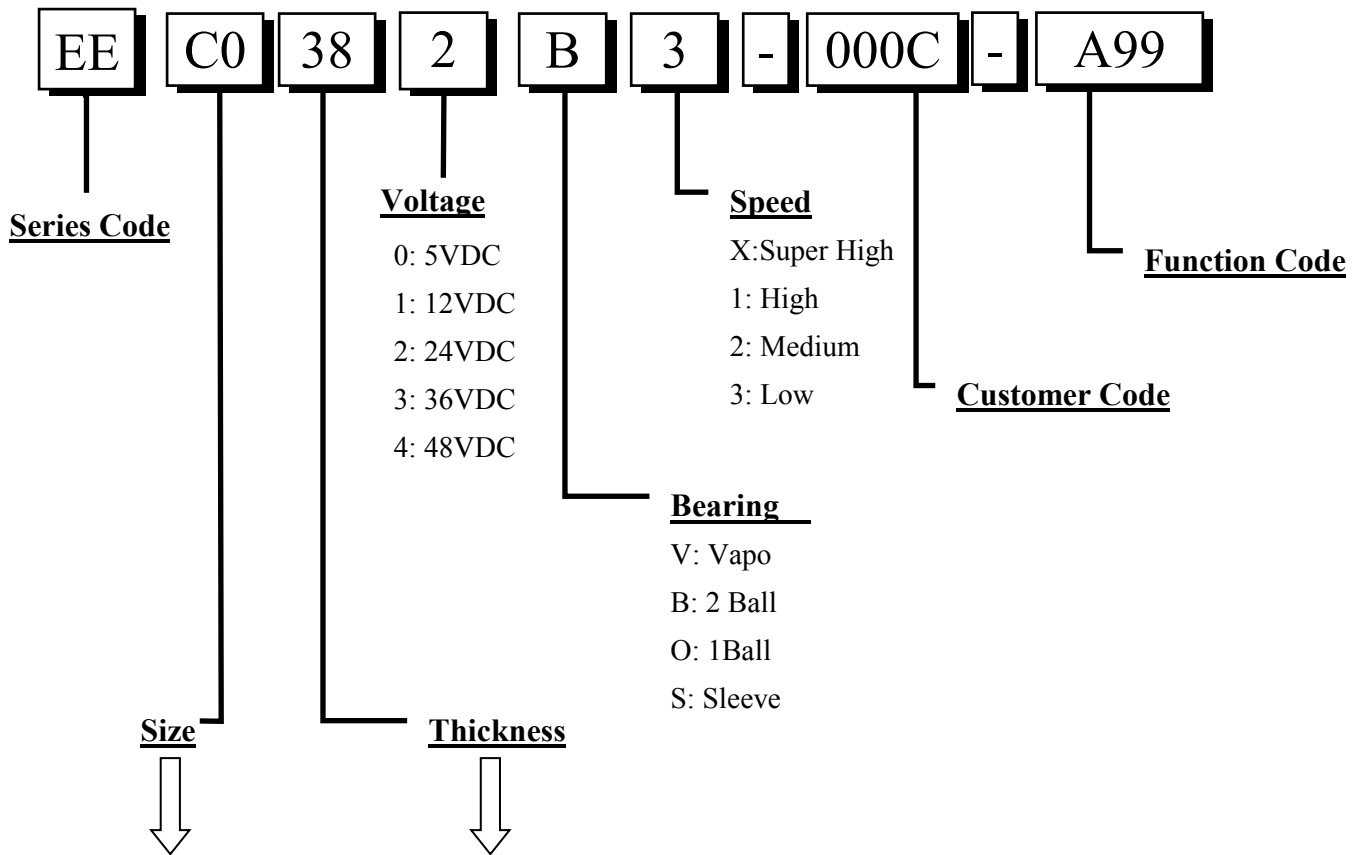 EE C0 38 2 B 3 - 000C - A99
Series Code
Voltage
0: 5VDC
1: 12VDC
2: 24VDC
3: 36VDC
4: 48VDC
Speed
X:Super High
1: High
2: Medium
3: Low
Function Code
Customer Code
Bearing
V: Vapo
B: 2 Ball
O: 1Ball
S: Sleeve
Size
Thickness